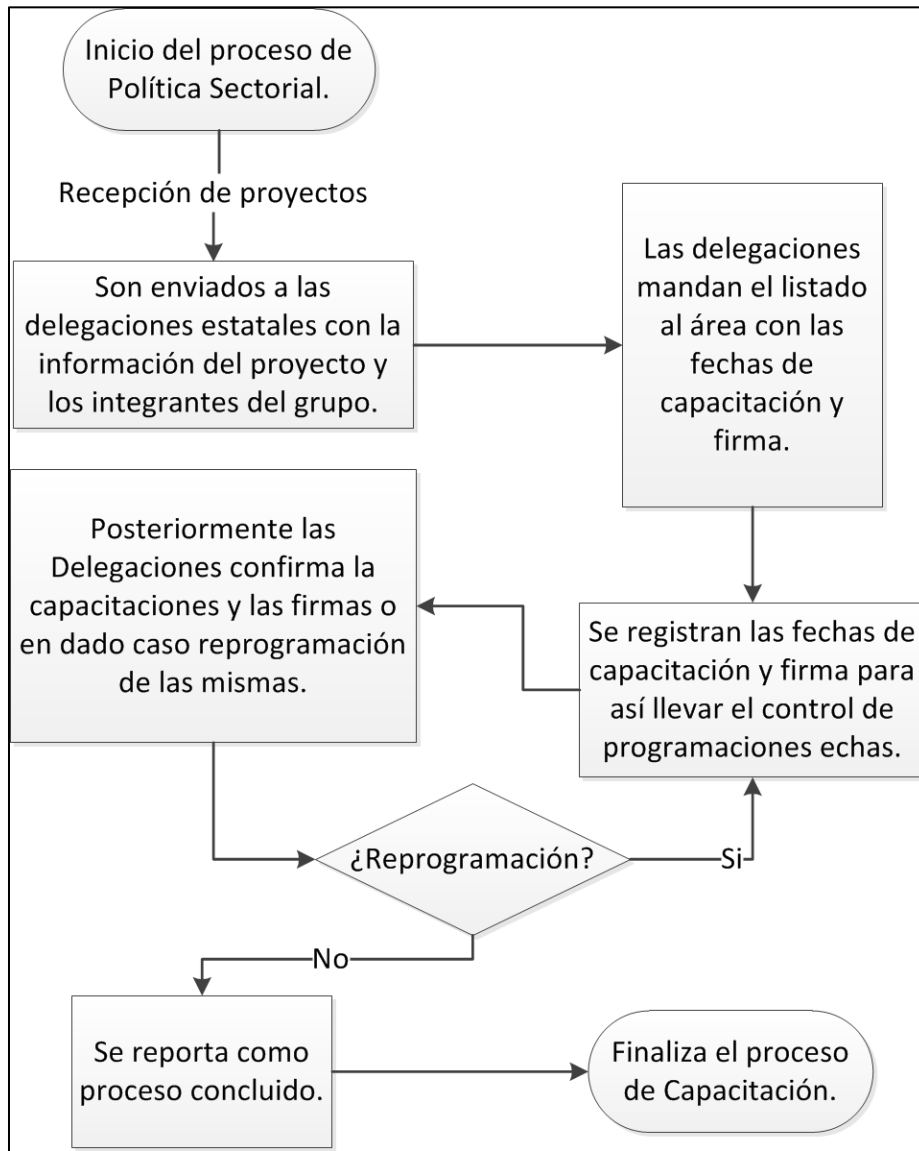 Inicio del proceso de
Política Sectorial.
Recepción de proyectos
Son enviados a las
delegaciones estatales con la
información del proyecto y
los integrantes del grupo.
Las delegaciones
mandan el listado
al área con las
fechas de
capacitación y
firma.
Se registran las fechas de
capacitación y firma para
así llevar el control de
programaciones echas.
Posteriormente las
Delegaciones confirma la
capacitaciones y las firmas o
en dado caso reprogramación
de las mismas.
¿Reprogramación?
Si
No
Se reporta como
proceso concluido.
Finaliza el proceso
de Capacitación.